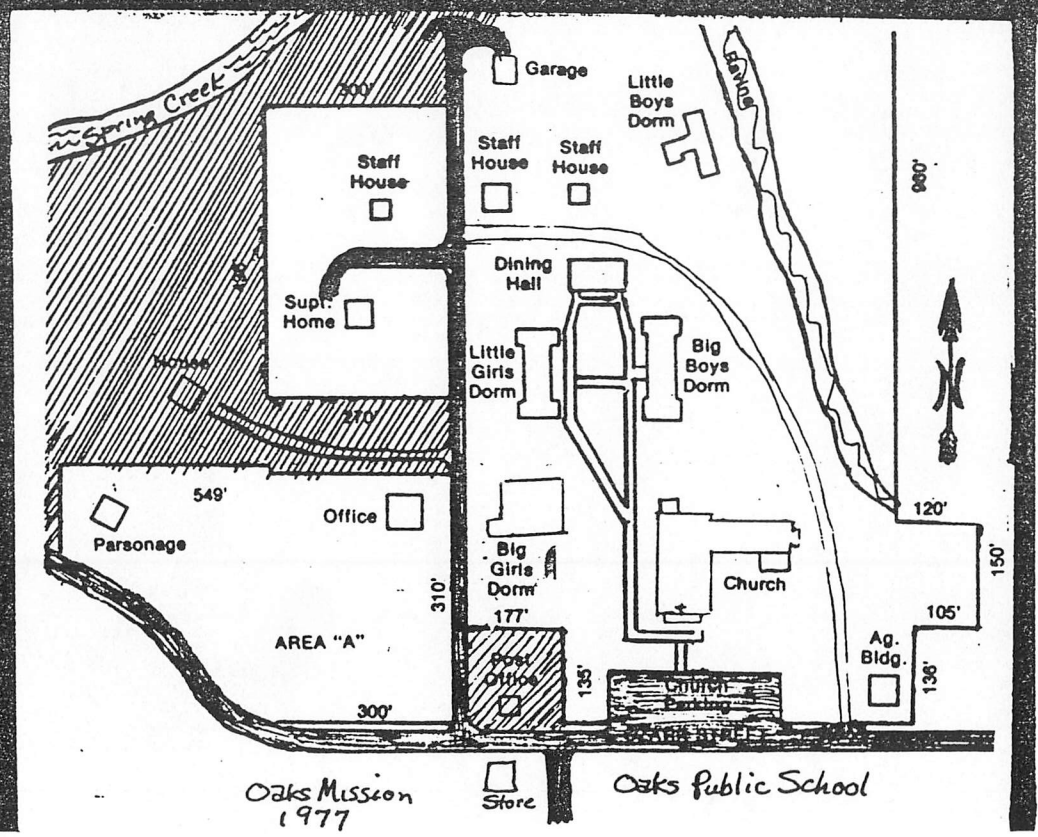 Spring Creek
Garage
Ravine
Little
Boys
Dorm
300'
Staff
House
Staff
House
Staff
House
960'
Dining
Hall
Supt.
Home
Little
Girls
Dorm
Big
Boys
Dorm
House
270'
549'
Office
Parsonage
120'
150'
Big
Girls
Dorm
Church
310'
177'
105'
AREA "A"
Post
Office
135'
Ag.
Bldg.
136'
Church
Parking
300'
STREET
Oaks Mission
1977
Store
Oaks Public School